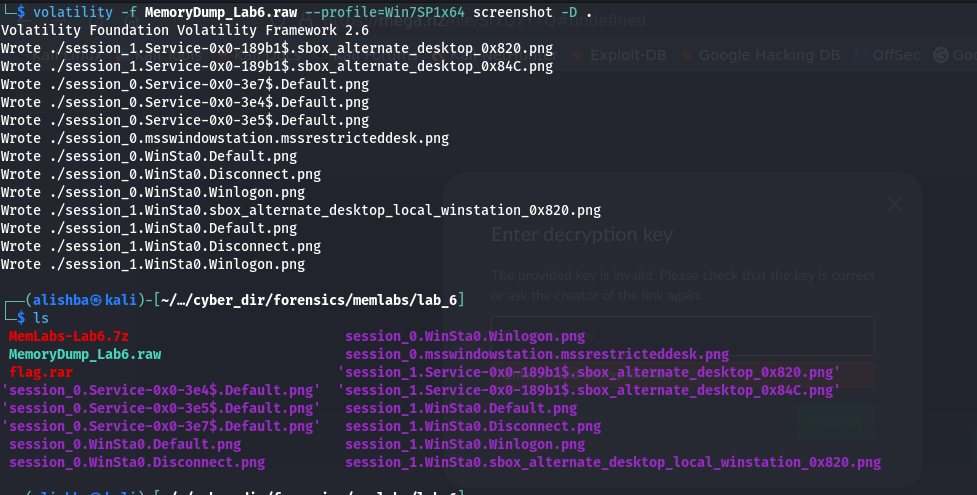 └─$ volatility -f MemoryDump_Lab6.raw --profile=Win7SP1x64 screenshot -D .
Volatility Foundation Volatility Framework 2.6
Wrote ./session_1.Service-0x0-189b1$.sbox_alternate_desktop_0x820.png
Wrote ./session_1.Service-0x0-189b1$.sbox_alternate_desktop_0x84C.png
Exploit-DB
Google Hacking DB
OffSec
Wrote ./session_0.Service-0x0-3e7$.Default.png
Wrote ./session_0.Service-0x0-3e4$.Default.png
Wrote ./session_0.Service-0x0-3e5$.Default.png
Wrote ./session_0.msswindowstation.mssrestricteddesk.png
Wrote ./session_0.WinSta0.Default.png
Wrote ./session_0.WinSta0.Disconnect.png
Wrote ./session_0.WinSta0.Winlogon.png
Wrote ./session_1.WinSta0.sbox_alternate_desktop_local_winstation_0x820.png
Wrote ./session_1.WinSta0.Default.png
Enter decryption key
Wrote ./session_1.WinSta0.Disconnect.png
Wrote ./session_1.WinSta0.Winlogon.png
The provided key is invalid. Please check that the key is correct
or ask the creator of the link again.
┌──(alishba㉿kali)-[~/…/cyber_dir/forensics/memlabs/lab_6]
└─$ ls
MemLabs-Lab6.7z session_0.WinSta0.Winlogon.png
MemoryDump_Lab6.raw session_0.msswindowstation.mssrestricteddesk.png
flag.rar 'session_1.Service-0x0-189b1$.sbox_alternate_desktop_0x820.png'
'session_0.Service-0x0-3e4$.Default.png' 'session_1.Service-0x0-189b1$.sbox_alternate_desktop_0x84C.png'
'session_0.Service-0x0-3e5$.Default.png' session_1.WinSta0.Default.png
'session_0.Service-0x0-3e7$.Default.png' session_1.WinSta0.Disconnect.png
session_0.WinSta0.Default.png session_1.WinSta0.Winlogon.png
session_0.WinSta0.Disconnect.png session_1.WinSta0.sbox_alternate_desktop_local_winstation_0x820.png